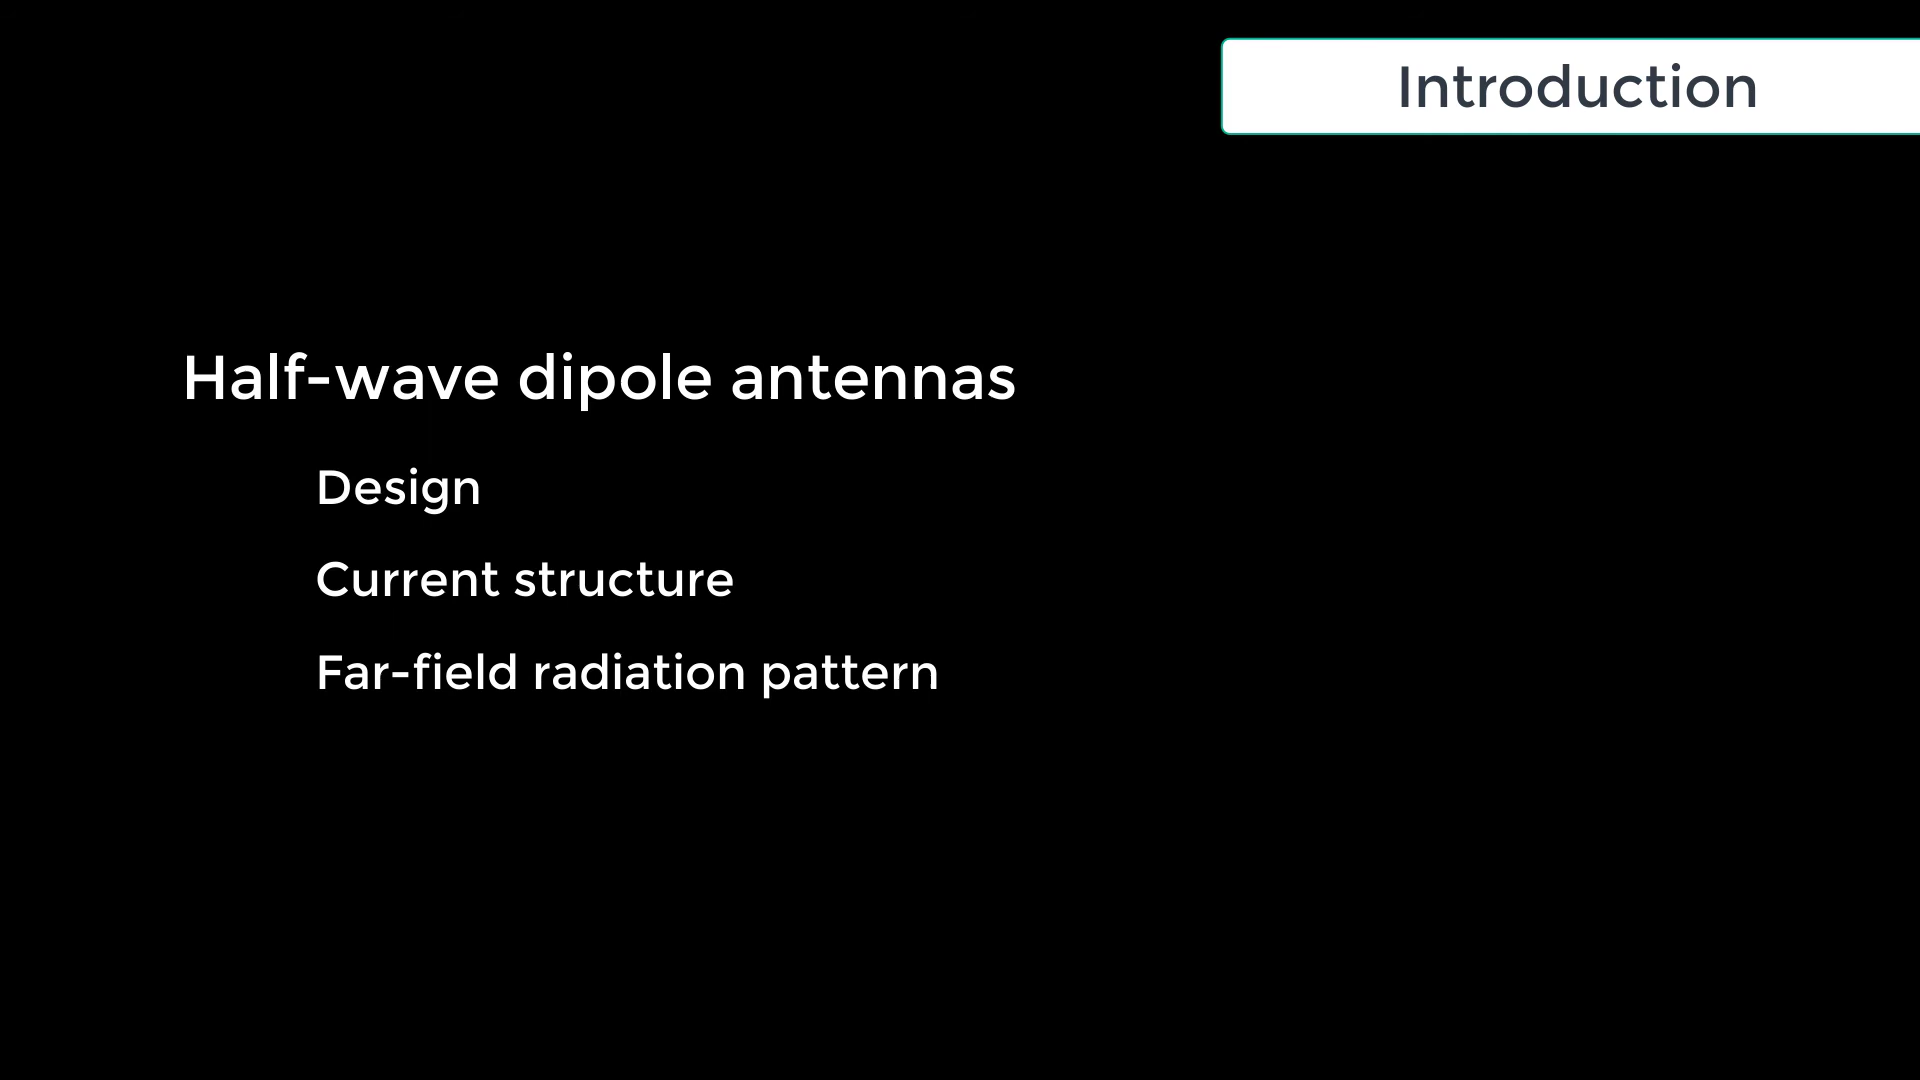 Introduction
Half-wave dipole antennas
Design
Current structure
Far-field radiation pattern